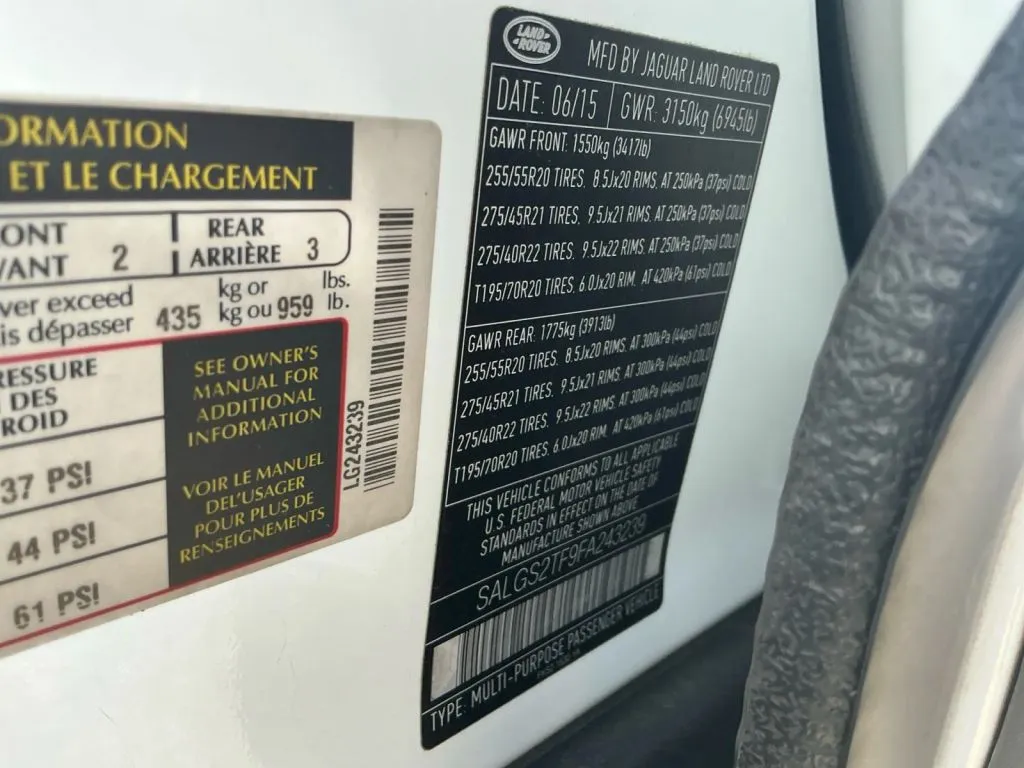 ORMATION
ET LE CHARGEMENT
ONT
VANT 2
REAR
ARRIÈRE 3
ver exceed
is dépasser 435 kg or
kg ou 959 lbs.
lb.
RESSURE
DES
ROID
37 PSI
44 PSI
61 PSI
SEE OWNER'S
MANUAL FOR
ADDITIONAL
INFORMATION
VOIR LE MANUEL
DEL'USAGER
POUR PLUS DE
RENSEIGNEMENTS
LG243239
LAND
ROVER
MFD BY JAGUAR LAND ROVER LTD
DATE: 06/15 GWR: 3150kg (6945lb)
GAWR FRONT: 1550kg (3417lb)
255/55R20 TIRES, 8.5Jx20 RIMS, AT 250kPa (37psi) COLD
275/45R21 TIRES, 9.5Jx21 RIMS, AT 250kPa (37psi) COLD
275/40R22 TIRES, 9.5Jx22 RIMS, AT 250kPa (37psi) COLD
T195/70R20 TIRES, 6.0Jx20 RIM, AT 420kPa (61psi) COLD
GAWR REAR: 1775kg (3913lb)
255/55R20 TIRES, 8.5Jx20 RIMS, AT 300kPa (44psi) COLD
275/45R21 TIRES, 9.5Jx21 RIMS, AT 300kPa (44psi) COLD
275/40R22 TIRES, 9.5Jx22 RIMS, AT 300kPa (44psi) COLD
T195/70R20 TIRES, 6.0Jx20 RIM, AT 420kPa (61psi) COLD
THIS VEHICLE CONFORMS TO ALL APPLICABLE
U.S. FEDERAL MOTOR VEHICLE SAFETY
STANDARDS IN EFFECT ON THE DATE OF
MANUFACTURE SHOWN ABOVE.
SALGS2TF9FA243239
TYPE: MULTI-PURPOSE PASSENGER VEHICLE